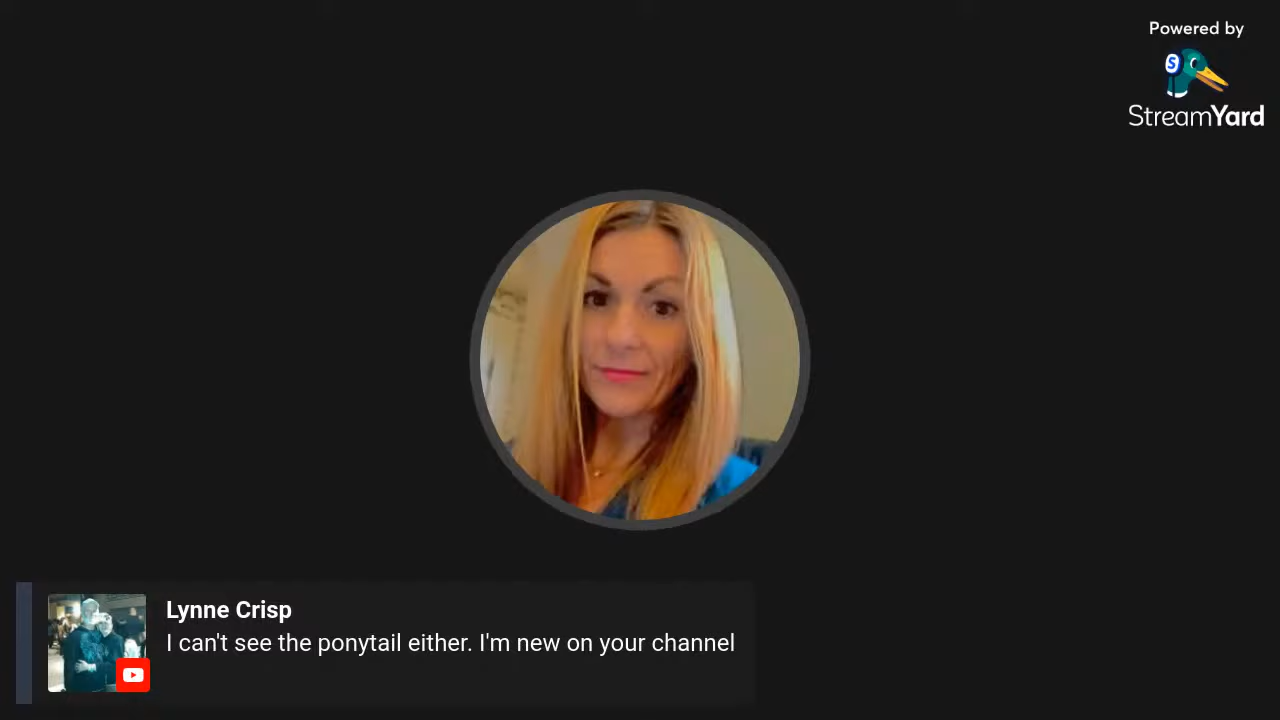 Powered by
S
StreamYard
Lynne Crisp
I can't see the ponytail either. I'm new on your channel